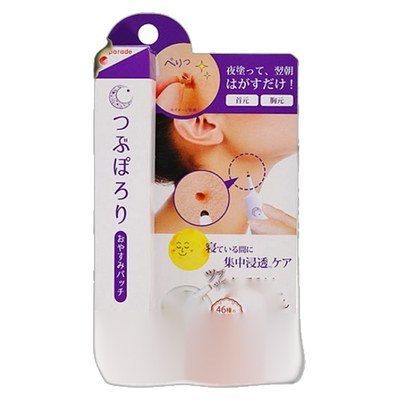 parade
つぶぽろり
おやすみパッチ
ぺりっ
夜塗って、翌朝
はがすだけ!
首元
胸元
寝ている間に
集中浸透ケア
46種